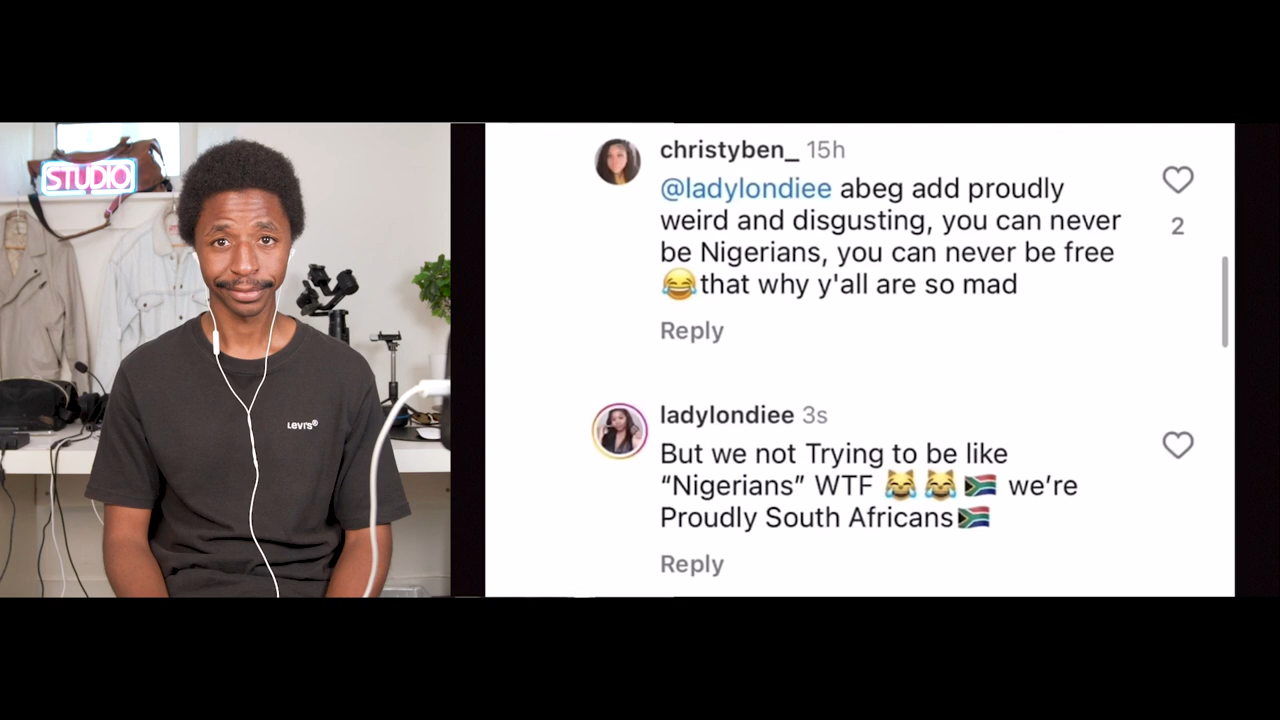 STUDIO
Levi's®
christyben_ 15h
@ladylondiee abeg add proudly
weird and disgusting, you can never
be Nigerians, you can never be free
😂that why y'all are so mad
2
Reply
ladylondiee 3s
But we not Trying to be like
“Nigerians” WTF 😹😹🇿🇦 we’re
Proudly South Africans🇿🇦
Reply